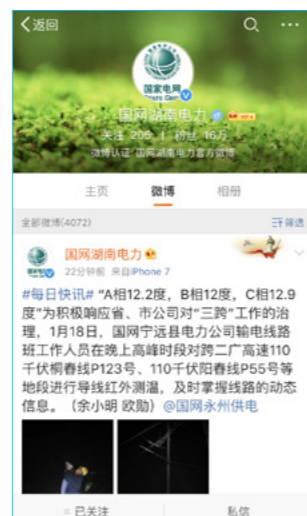 返回
国家电网
STATE GRID
国网湖南电力
关注 205 | 粉丝 16万
微博认证: 国网湖南电力官方微博
主页 微博 相册
全部微博(4072) 筛选
国网湖南电力
22分钟前 来自iPhone 7
#每日快讯# “A相12.2度，B相12度，C相12.9
度”为积极响应省、市公司对“三跨”工作的治
理，1月18日，国网宁远县电力公司输电线路
班工作人员在晚上高峰时段对跨二广高速110
千伏桐春线P123号、110千伏阳春线P55号等
地段进行导线红外测温，及时掌握线路的动态
信息。（余小明 欧勋）@国网永州供电
已关注 私信